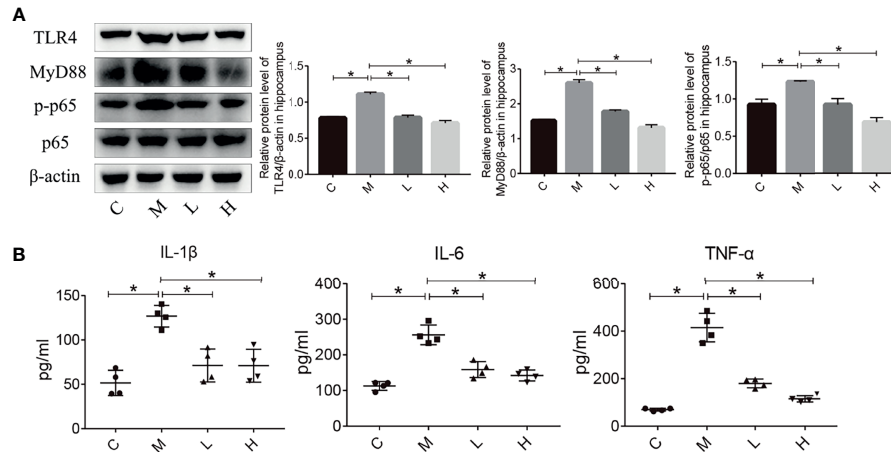 A
TLR4
MyD88
p-p65
p65
β-actin
C M L H
Relative protein level of
TLR4/β-actin in hippocampus
1.5
1.0
0.5
0.0
* * *
C M L H
Relative protein level of
MyD88/β-actin in hippocampus
3
2
1
0
* * *
C M L H
Relative protein level of
p-p65/p65 in hippocampus
1.5
1.0
0.5
0.0
* * *
C M L H
B
IL-1β
pg/ml
150
100
50
0
* * *
C M L H
IL-6
pg/ml
400
300
200
100
0
* * *
C M L H
TNF-α
pg/ml
600
400
200
0
* * *
C M L H